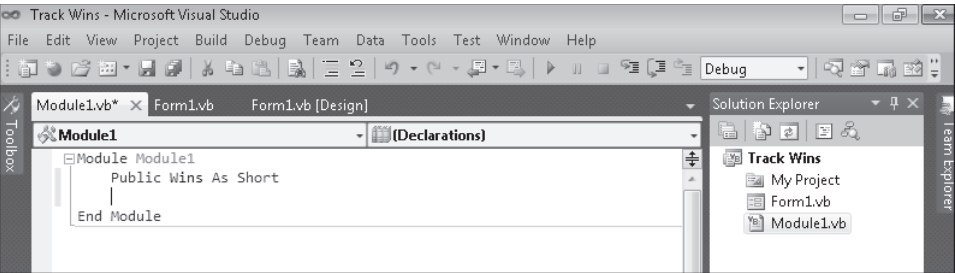 Track Wins - Microsoft Visual Studio
File Edit View Project Build Debug Team Data Tools Test Window Help
Debug
Toolbox
Module1.vb* Form1.vb Form1.vb [Design]
Module1 (Declarations)
Module Module1
Public Wins As Short
End Module
Solution Explorer
Track Wins
My Project
Form1.vb
Module1.vb
Team Explorer